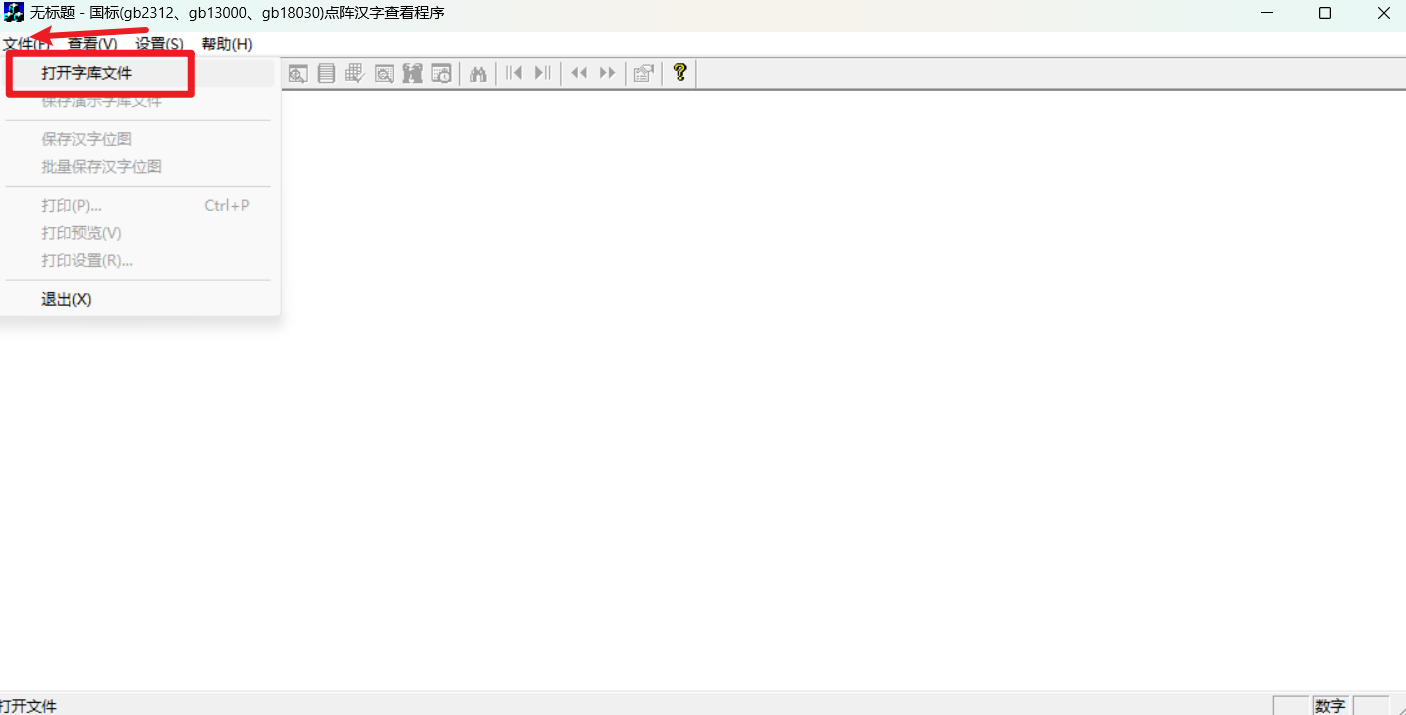 无标题 - 国标(gb2312、gb13000、gb18030)点阵汉字查看程序
文件(F) 查看(V) 设置(S) 帮助(H)
打开字库文件
保存演示字库文件
保存汉字位图
批量保存汉字位图
打印(P)... Ctrl+P
打印预览(V)
打印设置(R)...
退出(X)
打开文件 数字